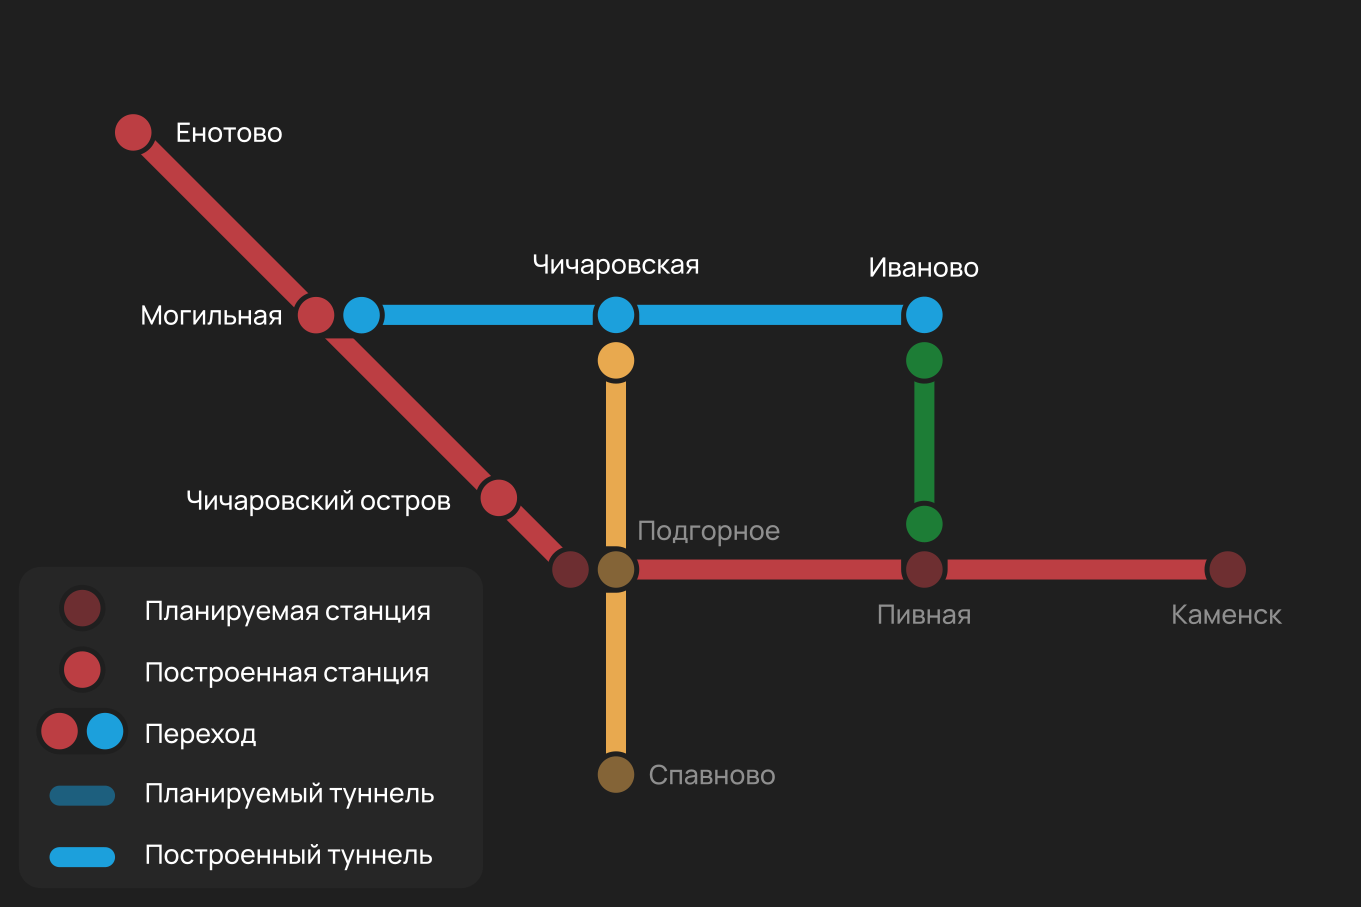 Енотово
Чичаровская
Иваново
Могильная
Чичаровский остров
Подгорное
Пивная
Каменск
Спавново
Планируемая станция
Построенная станция
Переход
Планируемый туннель
Построенный туннель